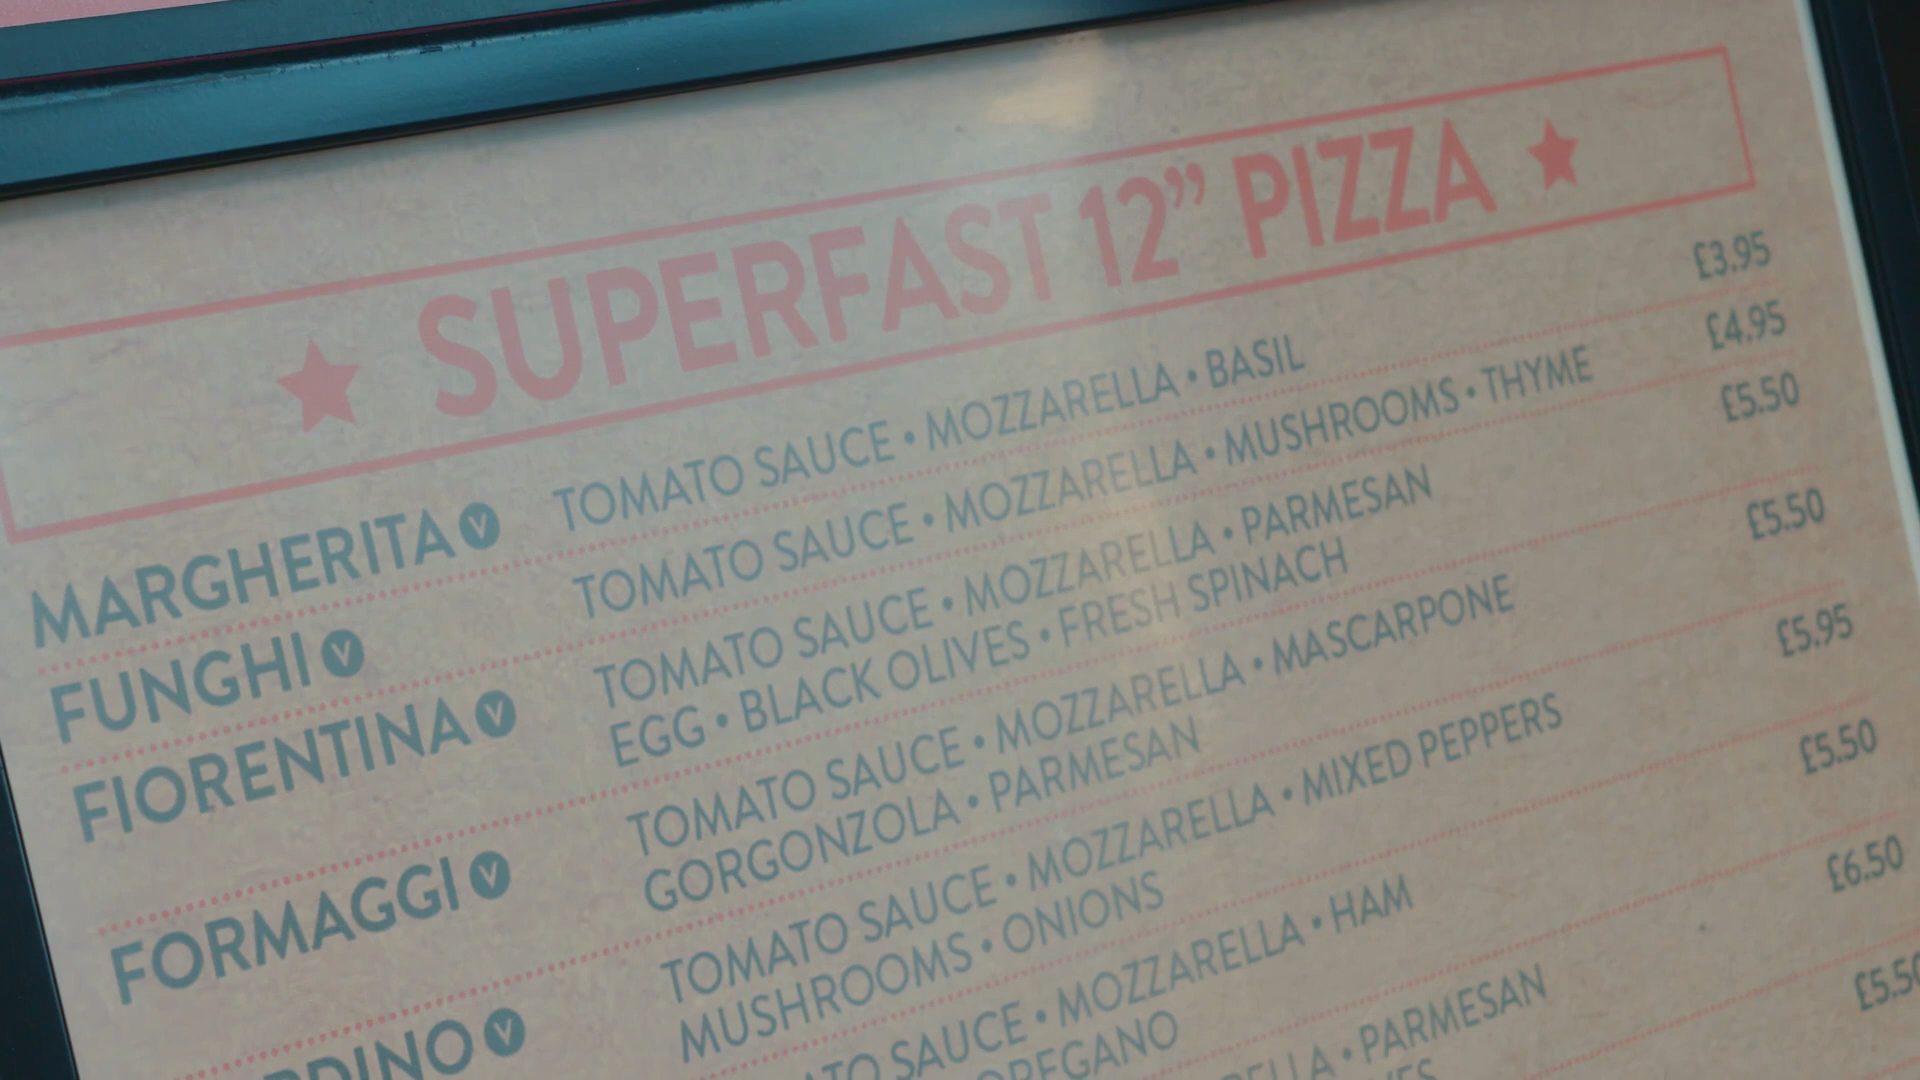 ★ SUPERFAST 12” PIZZA ★
MARGHERITA V TOMATO SAUCE • MOZZARELLA • BASIL £3.95
FUNGHI V TOMATO SAUCE • MOZZARELLA • MUSHROOMS • THYME £4.95
FIORENTINA V TOMATO SAUCE • MOZZARELLA • PARMESAN £5.50
EGG • BLACK OLIVES • FRESH SPINACH
FORMAGGI V TOMATO SAUCE • MOZZARELLA • MASCARPONE £5.50
GORGONZOLA • PARMESAN
V TOMATO SAUCE • MOZZARELLA • MIXED PEPPERS £5.95
MUSHROOMS • ONIONS
SAUCE • MOZZARELLA • HAM £5.50
OREGANO
• PARMESAN £6.50
£5.50